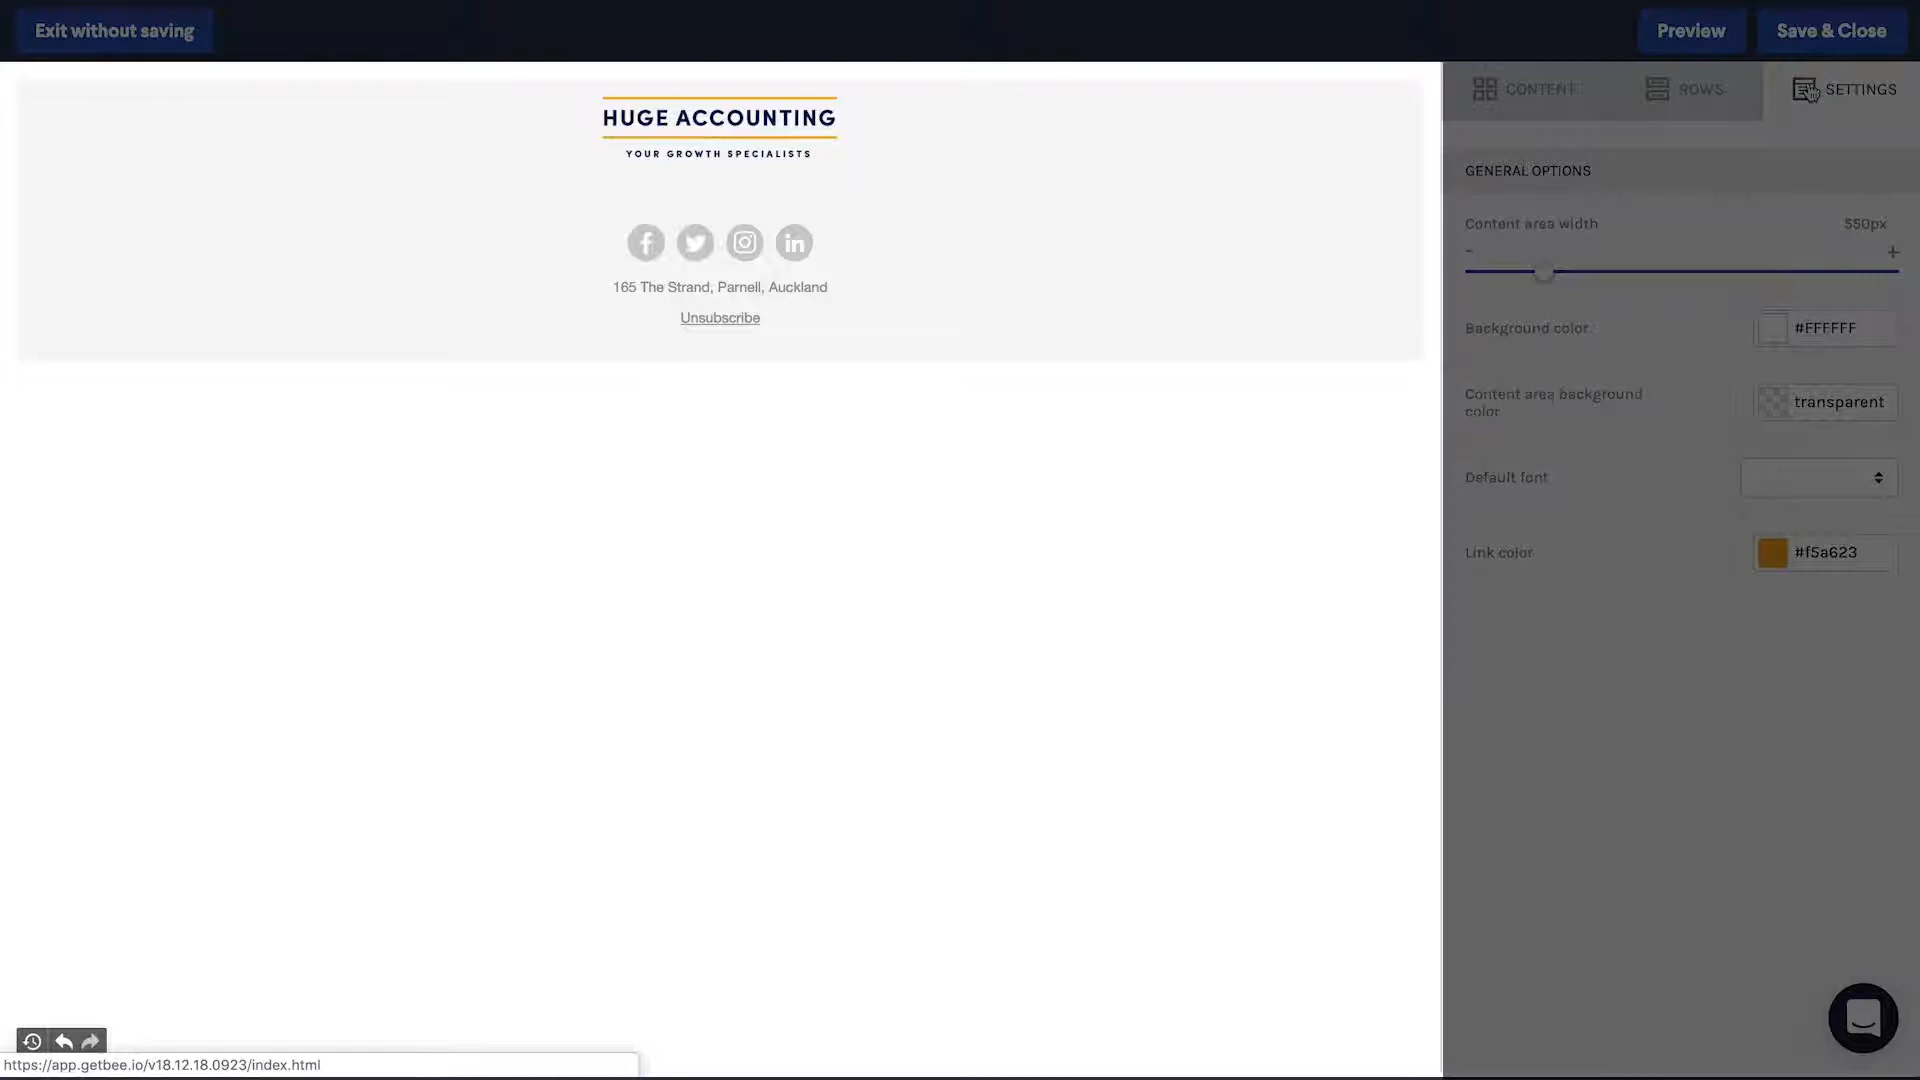 Exit without saving
Preview
Save & Close
HUGE ACCOUNTING
YOUR GROWTH SPECIALISTS
165 The Strand, Parnell, Auckland
Unsubscribe
CONTENT
ROWS
SETTINGS
GENERAL OPTIONS
Content area width
550px
-
+
Background color
#FFFFFF
Content area background
color
transparent
Default font
Link color
#f5a623
https://app.getbee.io/v18.12.18.0923/index.html